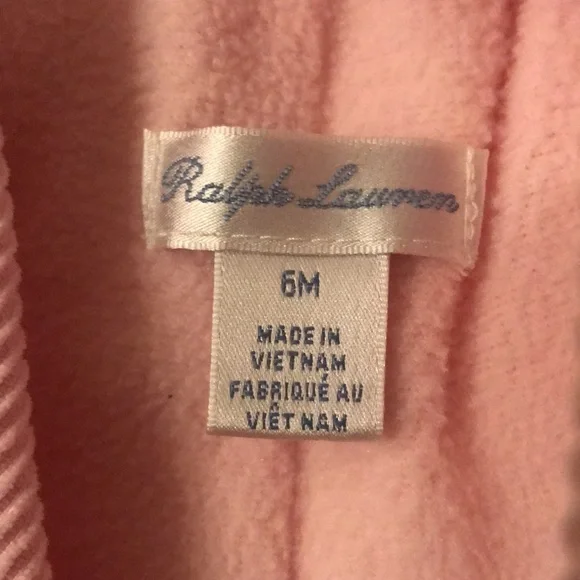 Ralph Lauren
6M
MADE IN
VIETNAM
FABRIQUÉ AU
VIÊT NAM